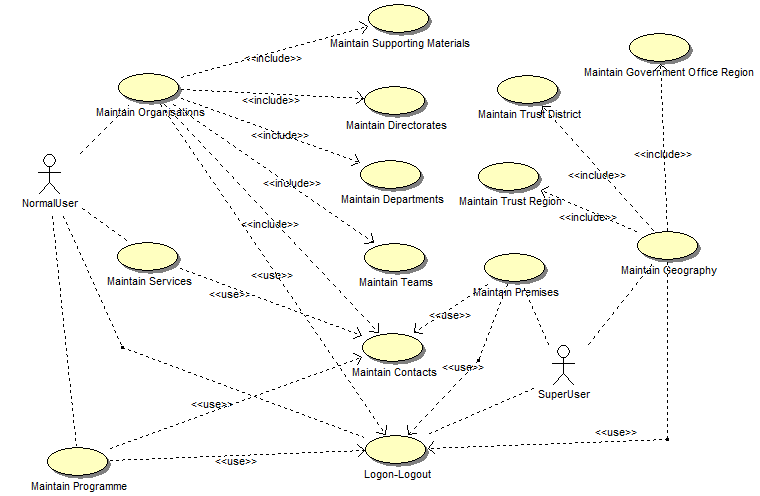 Maintain Supporting Materials
<<include>>
Maintain Government Office Region
Maintain Organisations
<<include>>
Maintain Directorates
Maintain Trust District
<<include>>
<<include>>
Maintain Departments
<<include>>
<<include>>
NormalUser
Maintain Trust Region
<<include>>
<<include>>
Maintain Services
<<use>>
Maintain Teams
Maintain Premises
Maintain Geography
<<use>>
<<use>>
Maintain Contacts
<<use>>
SuperUser
<<use>>
<<use>>
<<use>>
Maintain Programme
Logon-Logout